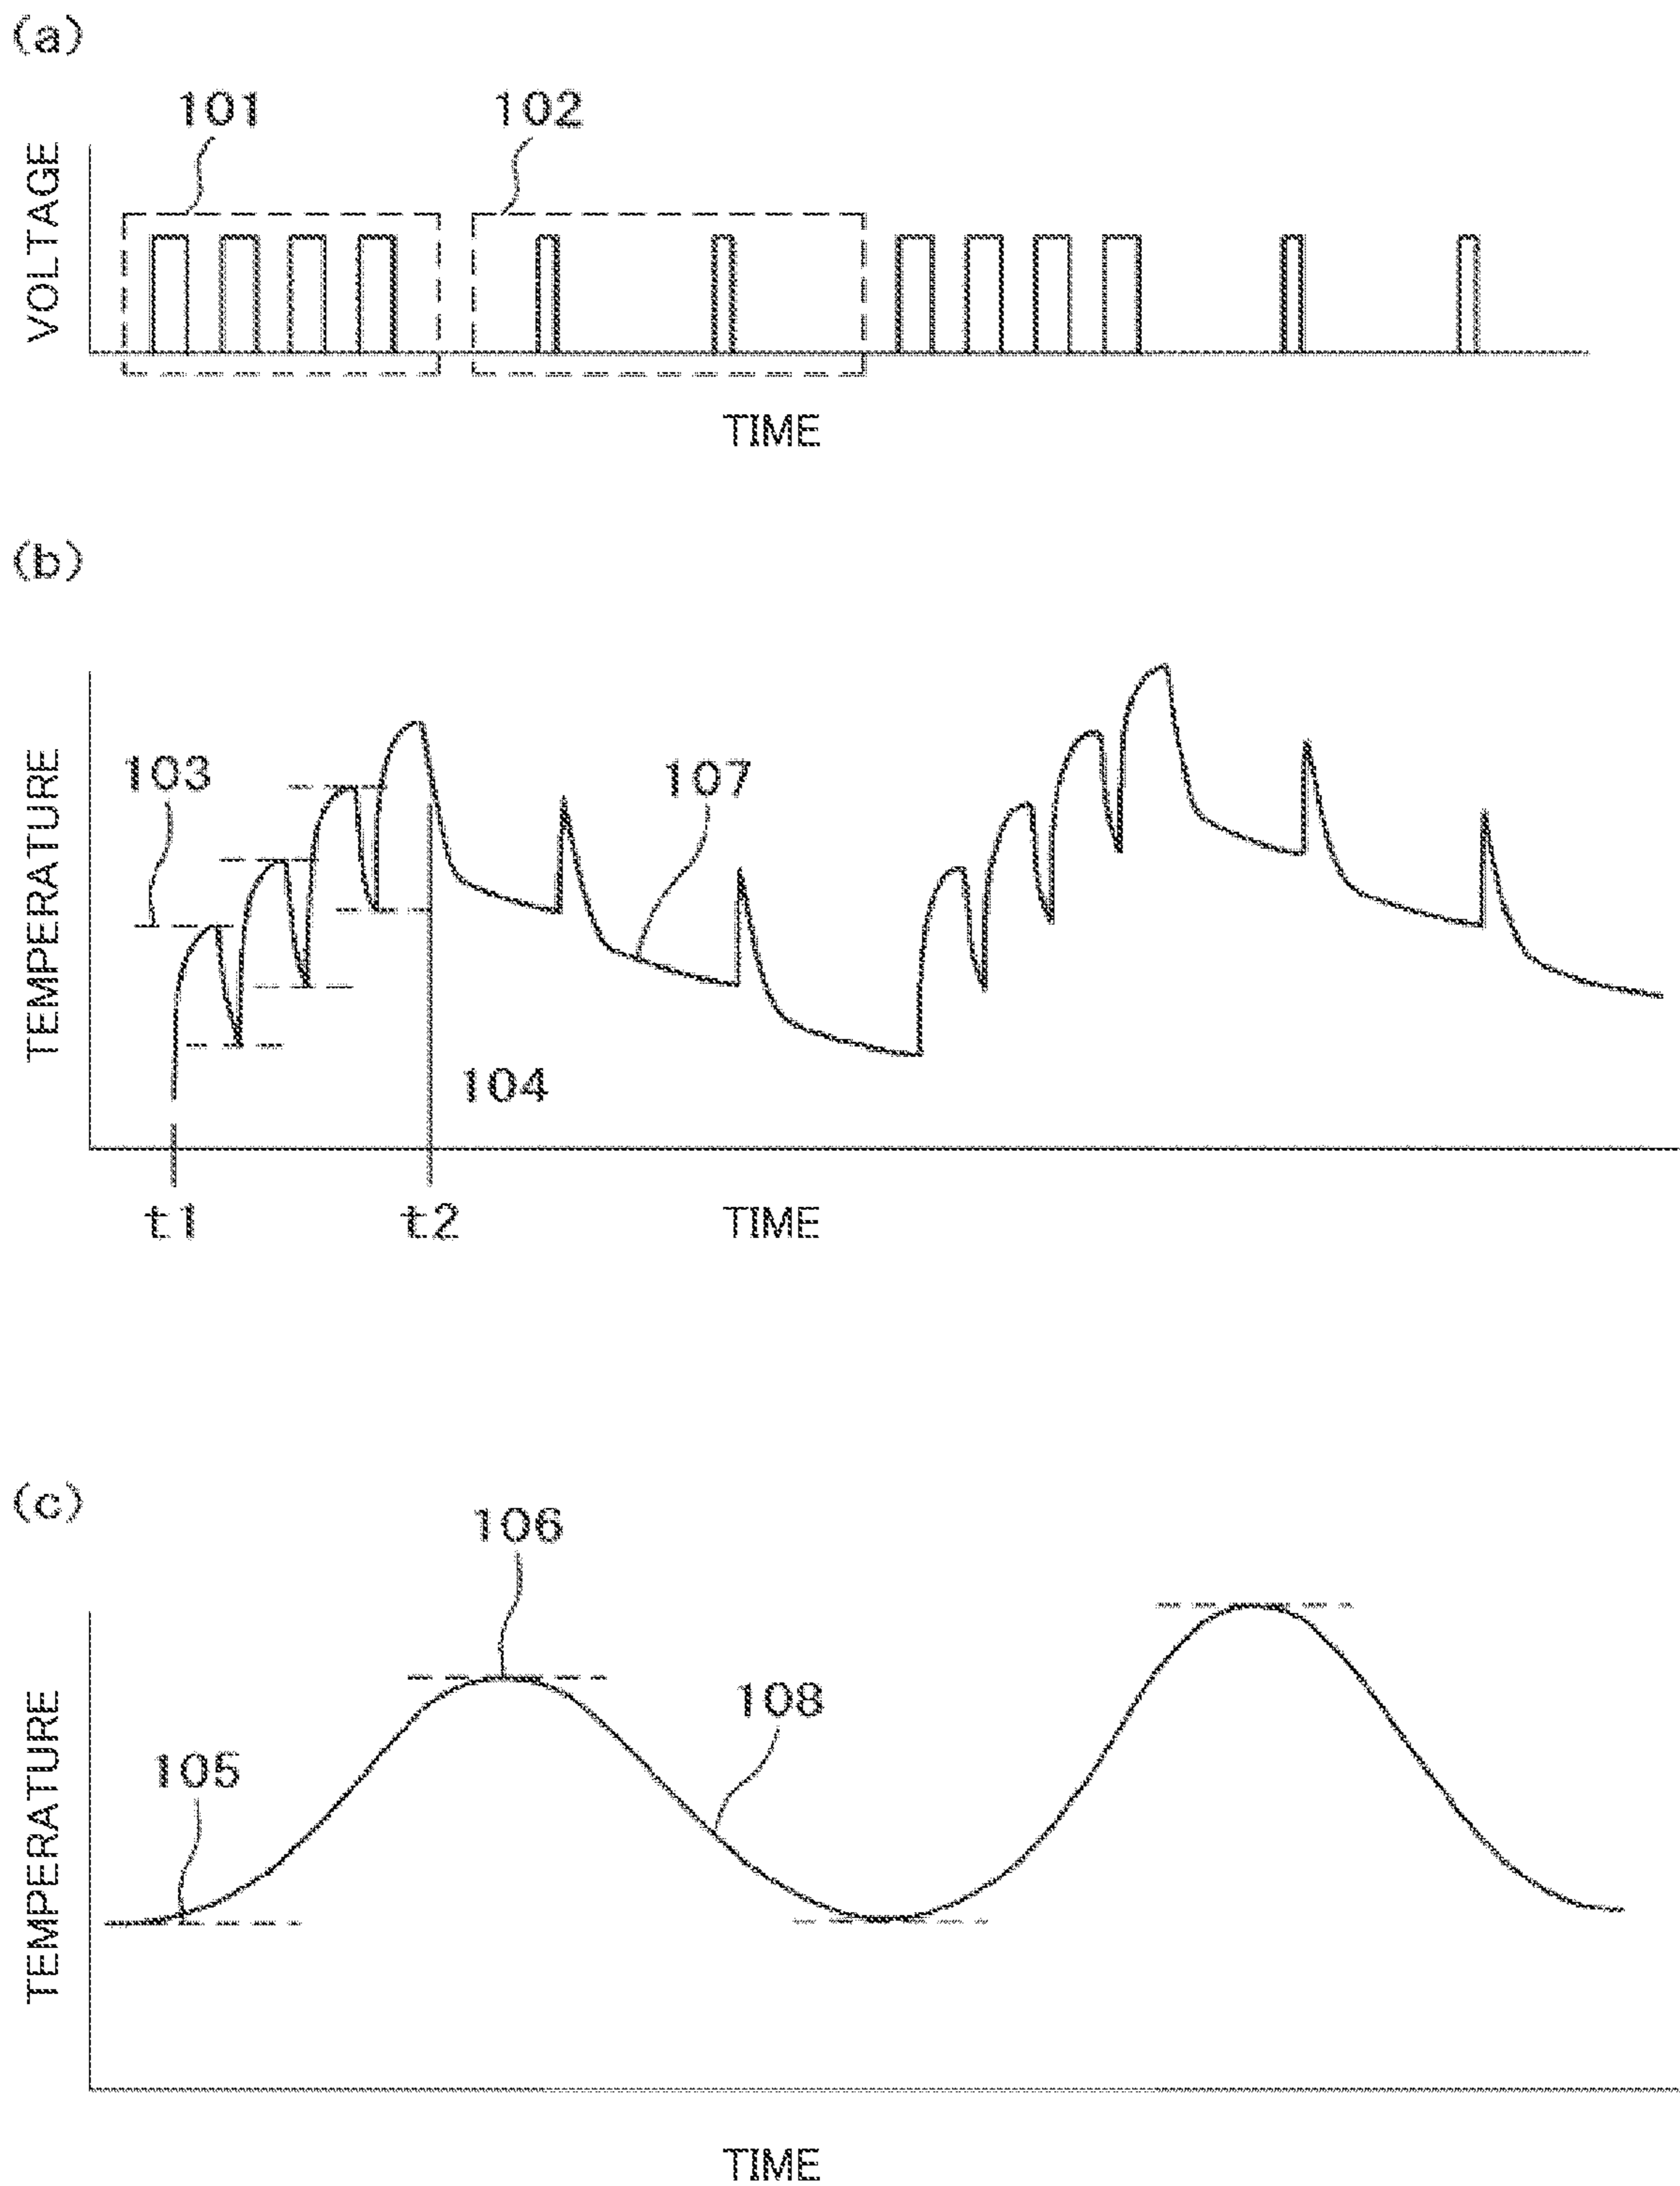 (a)
101
102
VOLTAGE
TIME
(b)
103
107
TEMPERATURE
104
t1
t2
TIME
(c)
106
108
105
TEMPERATURE
TIME